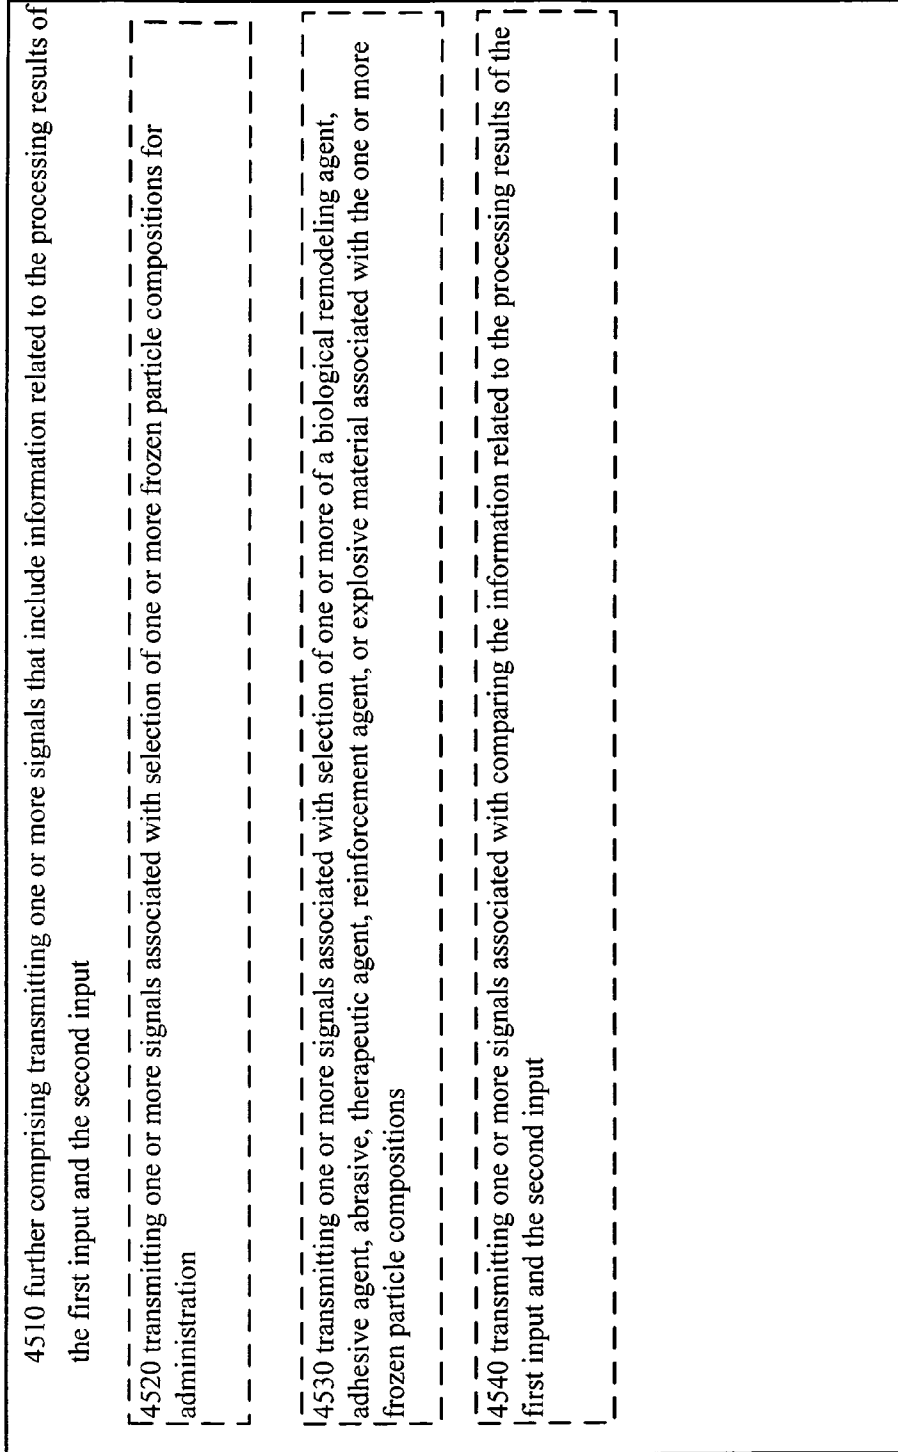 4510 further comprising transmitting one or more signals that include information related to the processing results of
the first input and the second input
4520 transmitting one or more signals associated with selection of one or more frozen particle compositions for
administration
4530 transmitting one or more signals associated with selection of one or more of a biological remodeling agent,
adhesive agent, abrasive, therapeutic agent, reinforcement agent, or explosive material associated with the one or more
frozen particle compositions
4540 transmitting one or more signals associated with comparing the information related to the processing results of the
first input and the second input